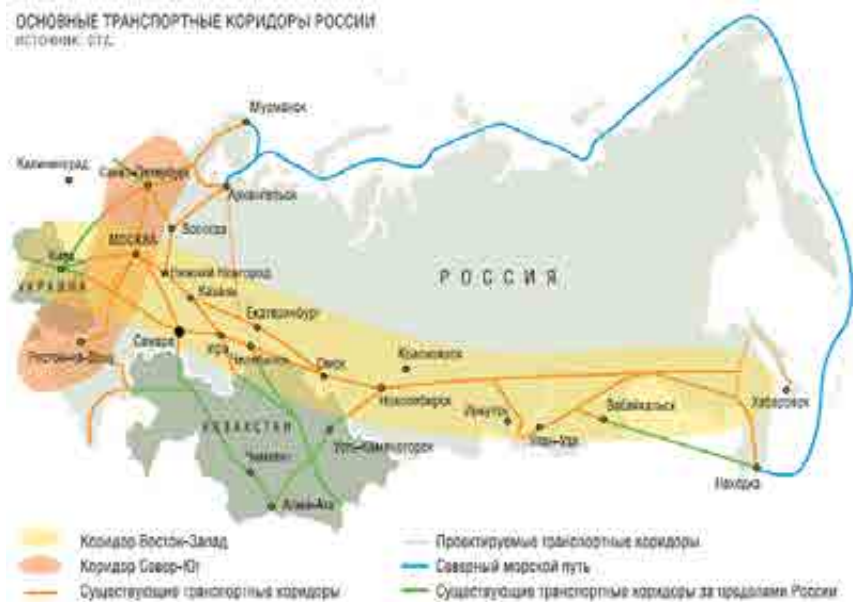 ОСНОВНЫЕ ТРАНСПОРТНЫЕ КОРИДОРЫ РОССИИ
ИСТОЧНИК:
Мурманск
Калининград
Санкт-Петербург
Архангельск
Вологда
МОСКВА
Киев
УКРАИНА
Нижний Новгород
Казань
РОССИЯ
Екатеринбург
Ростов-на-Дону
Самара
Уфа
Челябинск
Омск
Красноярск
Новосибирск
Иркутск
Забайкальск
Хабаровск
КАЗАХСТАН
Усть-Каменогорск
Улан-Удэ
Чимкент
Находка
Алма-Ата
Коридор Восток-Запад
Проектируемые транспортные коридоры
Коридор Север-Юг
Северный морской путь
Существующие транспортные коридоры
Существующие транспортные коридоры за пределами России